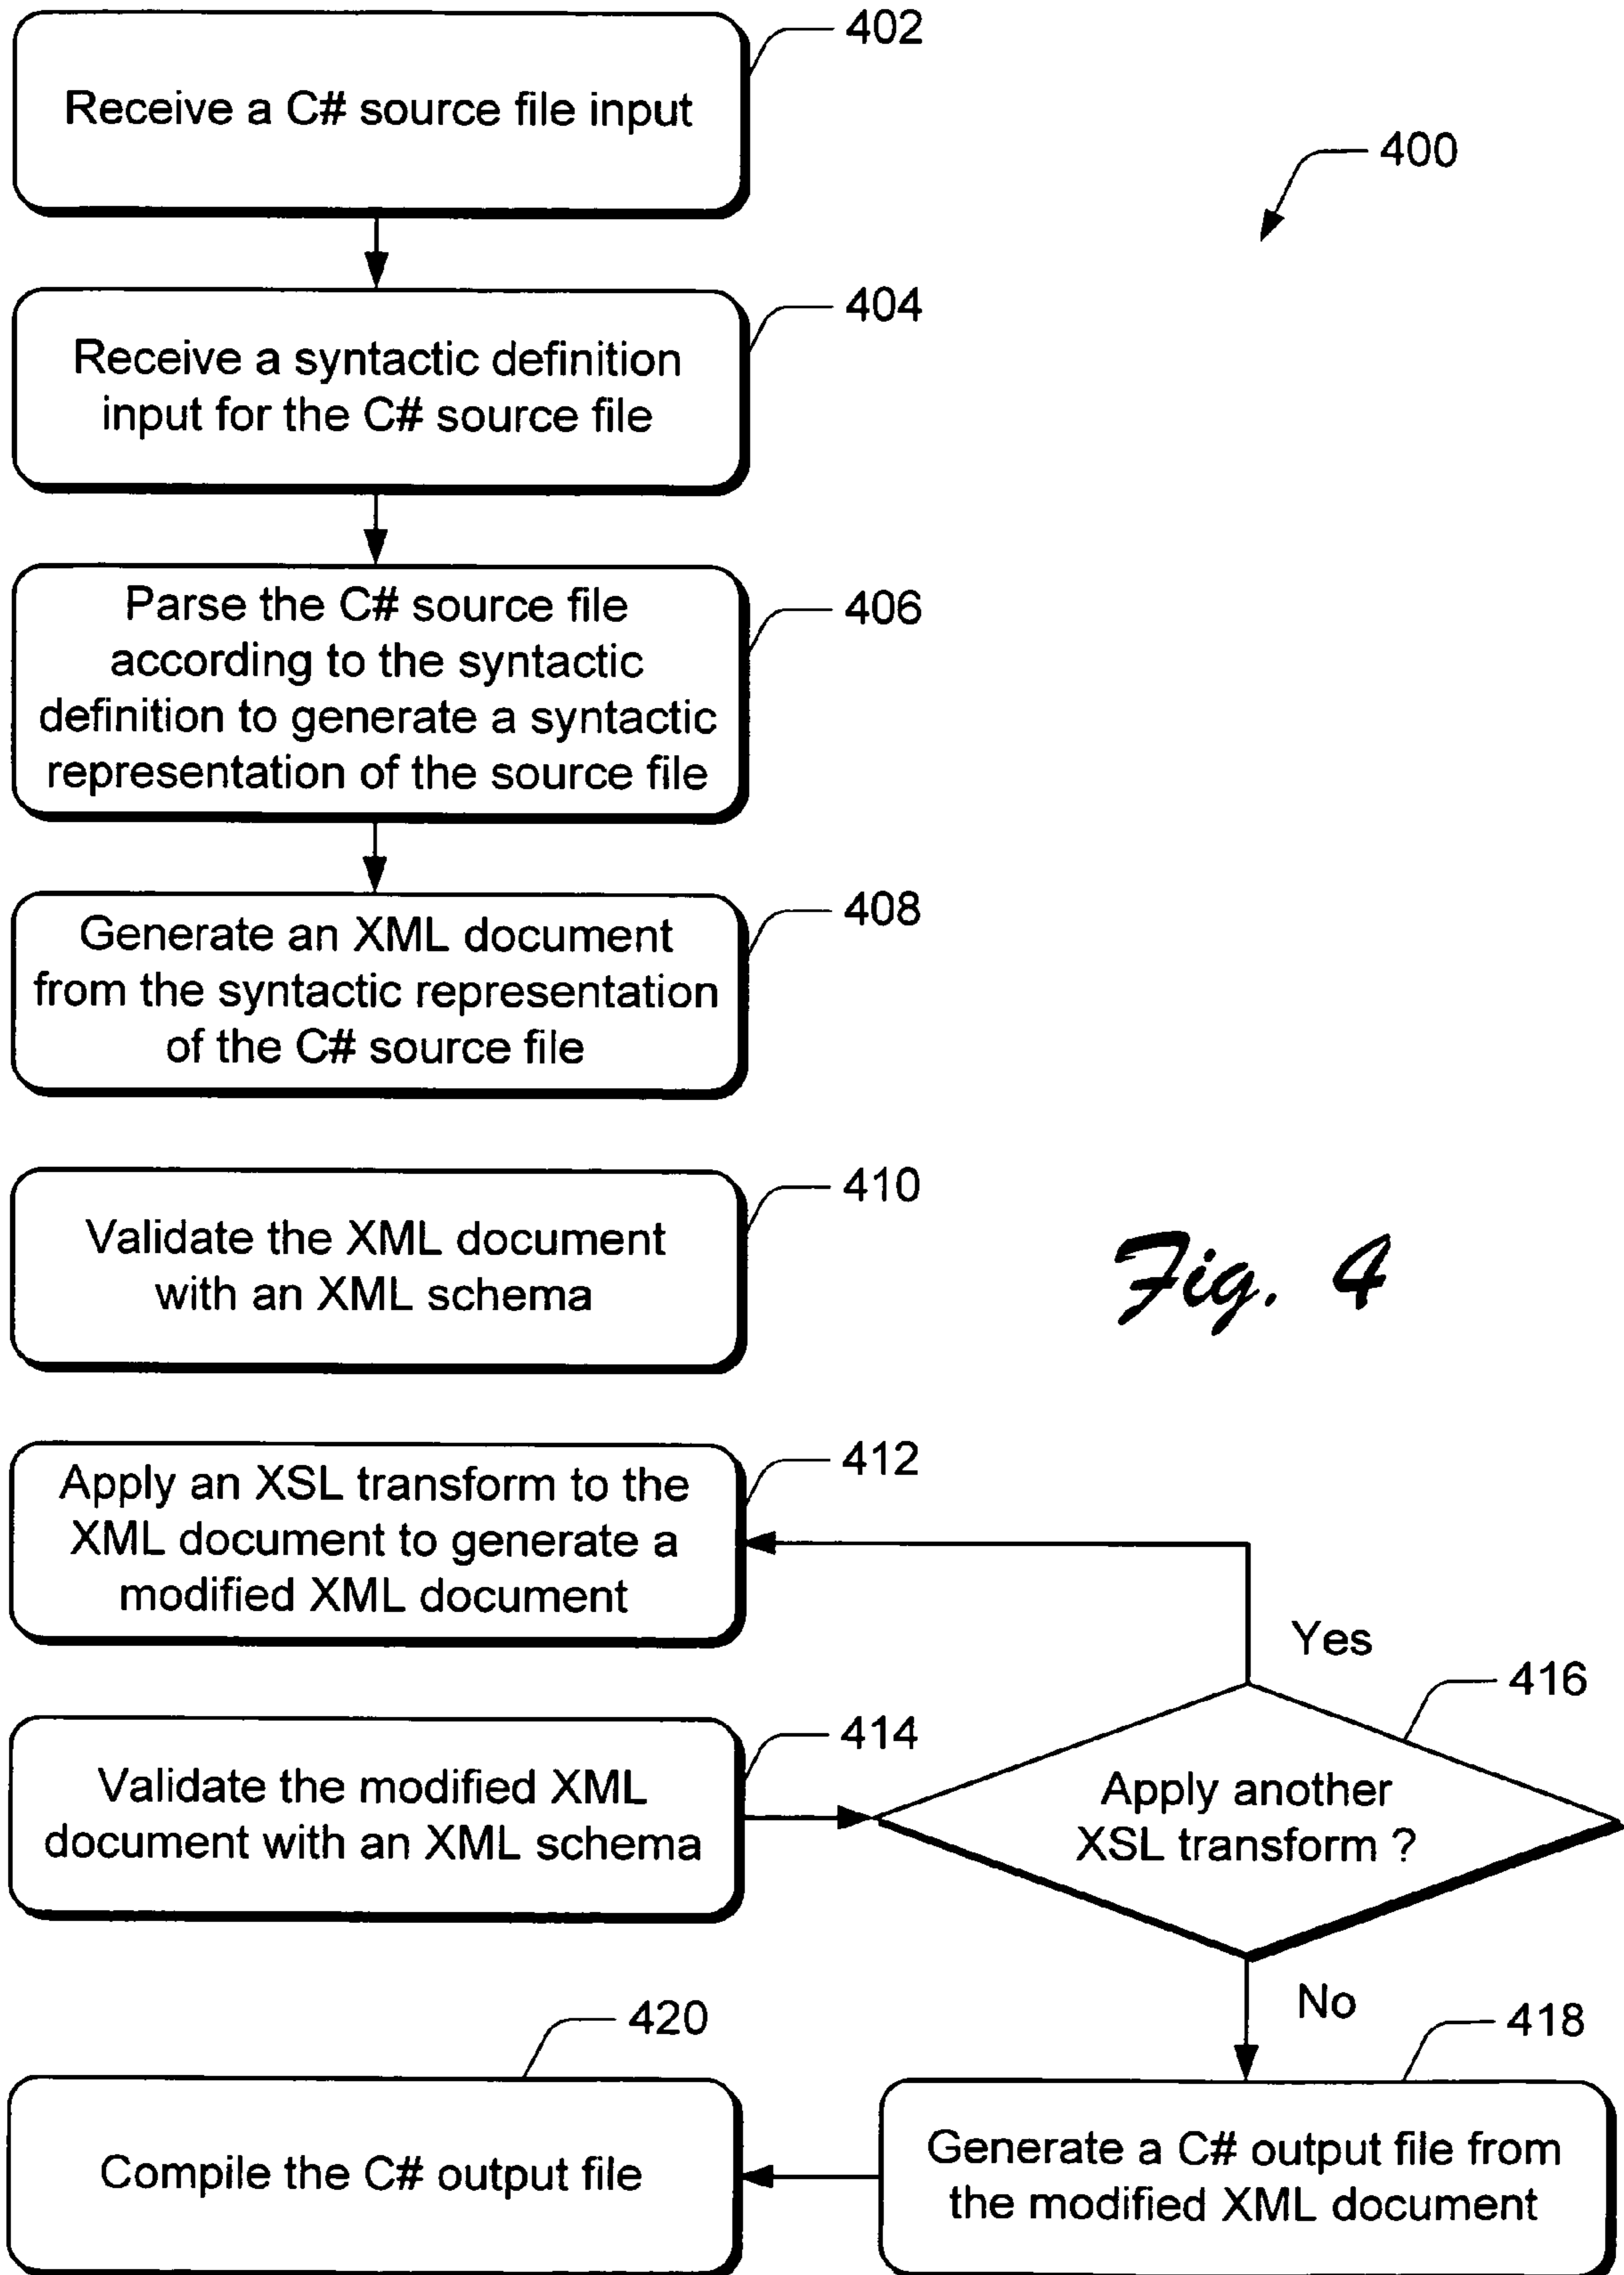 402
Receive a C# source file input
400
404
Receive a syntactic definition
input for the C# source file
406
Parse the C# source file
according to the syntactic
definition to generate a syntactic
representation of the source file
408
Generate an XML document
from the syntactic representation
of the C# source file
410
Validate the XML document
with an XML schema
Fig. 4
412
Apply an XSL transform to the
XML document to generate a
modified XML document
Yes
416
414
Validate the modified XML
document with an XML schema
Apply another
XSL transform ?
No
420
418
Compile the C# output file
Generate a C# output file from
the modified XML document